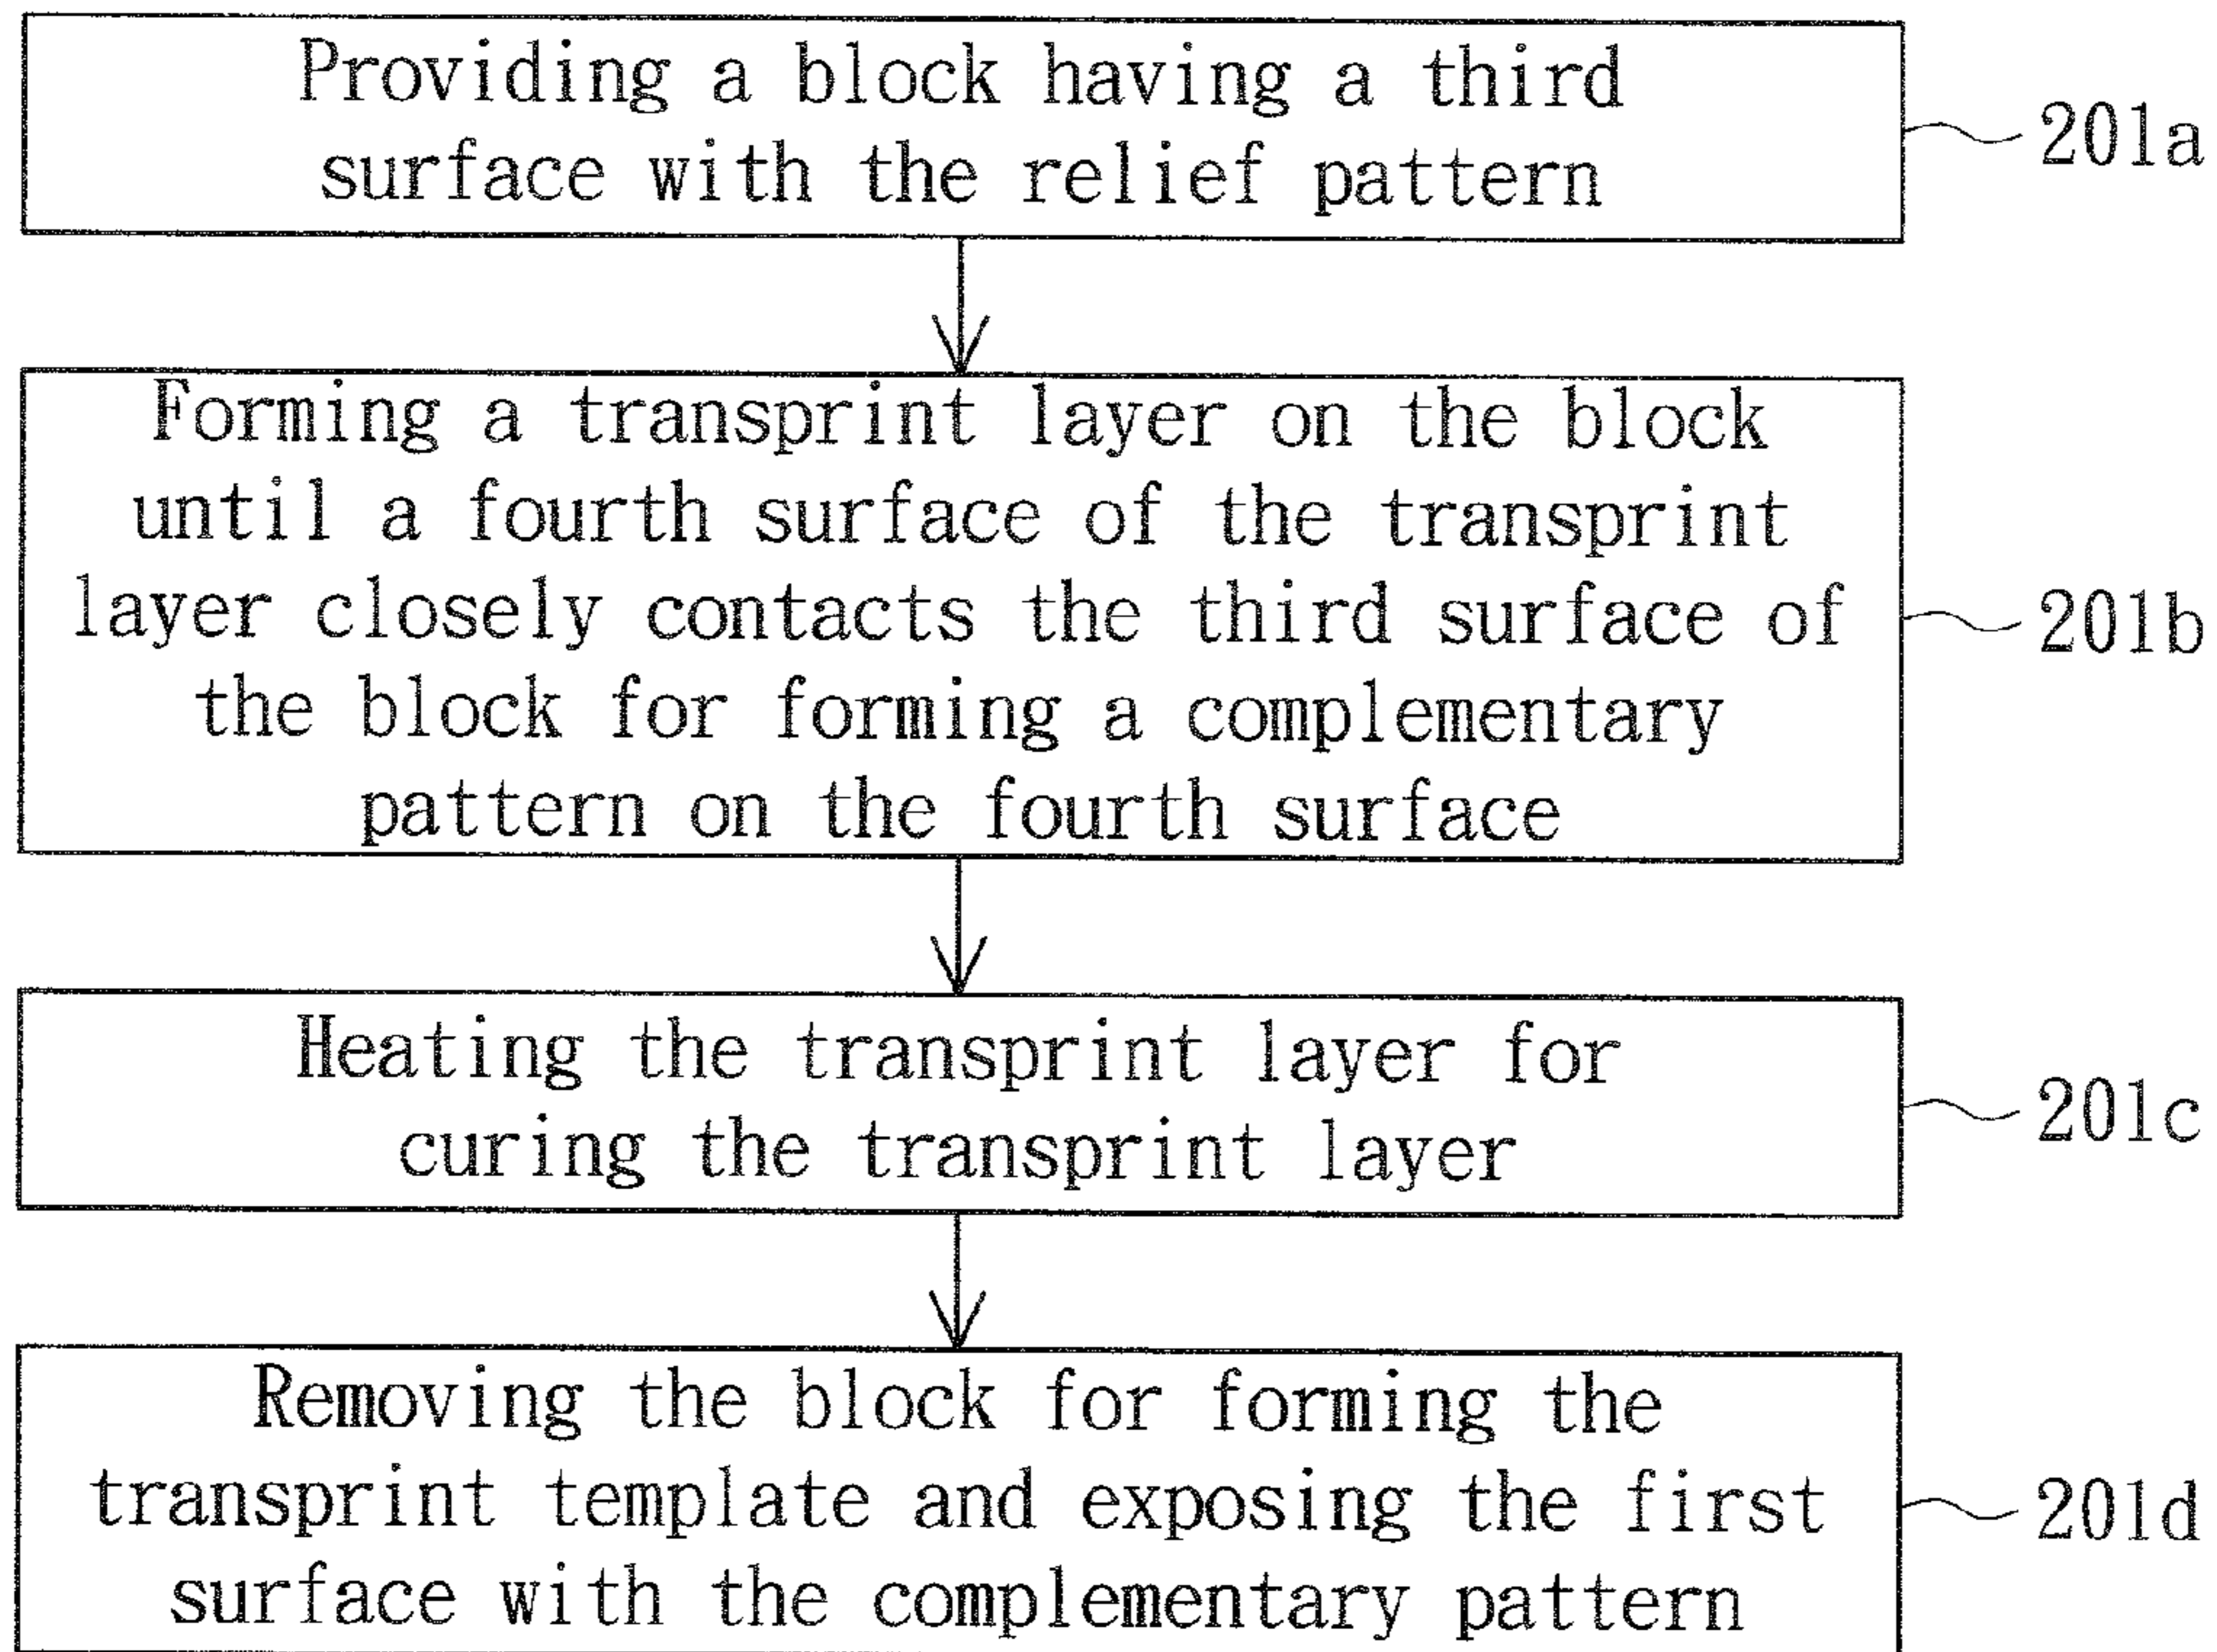 Providing a block having a third
surface with the relief pattern
201a
Forming a transprint layer on the block
until a fourth surface of the transprint
layer closely contacts the third surface of
the block for forming a complementary
pattern on the fourth surface
201b
Heating the transprint layer for
curing the transprint layer
201c
Removing the block for forming the
transprint template and exposing the first
surface with the complementary pattern
201d